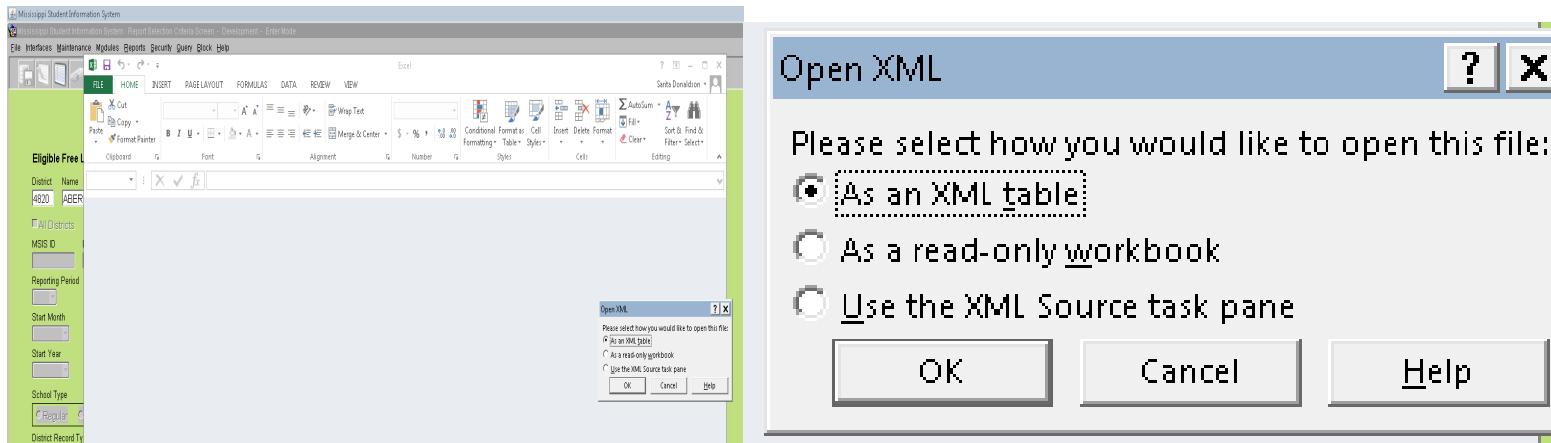 Mississippi Student Information System
Mississippi Student Information System Report Selection Criteria Screen - Development - Enter Mode
File Interfaces Maintenance Modules Reports Security Query Block Help
Excel
FILE HOME INSERT PAGE LAYOUT FORMULAS DATA REVIEW VIEW
Sarita Donaldson
Paste
Cut
Copy
Format Painter
Clipboard
B I U
Font
Wrap Text
Merge & Center
Alignment
$ % ,
Number
Conditional Formatting
Format as Table
Cell Styles
Styles
Insert Delete Format
Cells
AutoSum
Fill
Clear
Sort & Filter
Find & Select
Editing
fx
Eligible Free L
District Name
4820 ABER
All Districts
MSIS ID
Reporting Period
Start Month
Start Year
School Type
Regular
District Record Ty
Open XML
Please select how you would like to open this file:
As an XML table
As a read-only workbook
Use the XML Source task pane
OK Cancel Help
Open XML
Please select how you would like to open this file:
As an XML table
As a read-only workbook
Use the XML Source task pane
OK Cancel Help